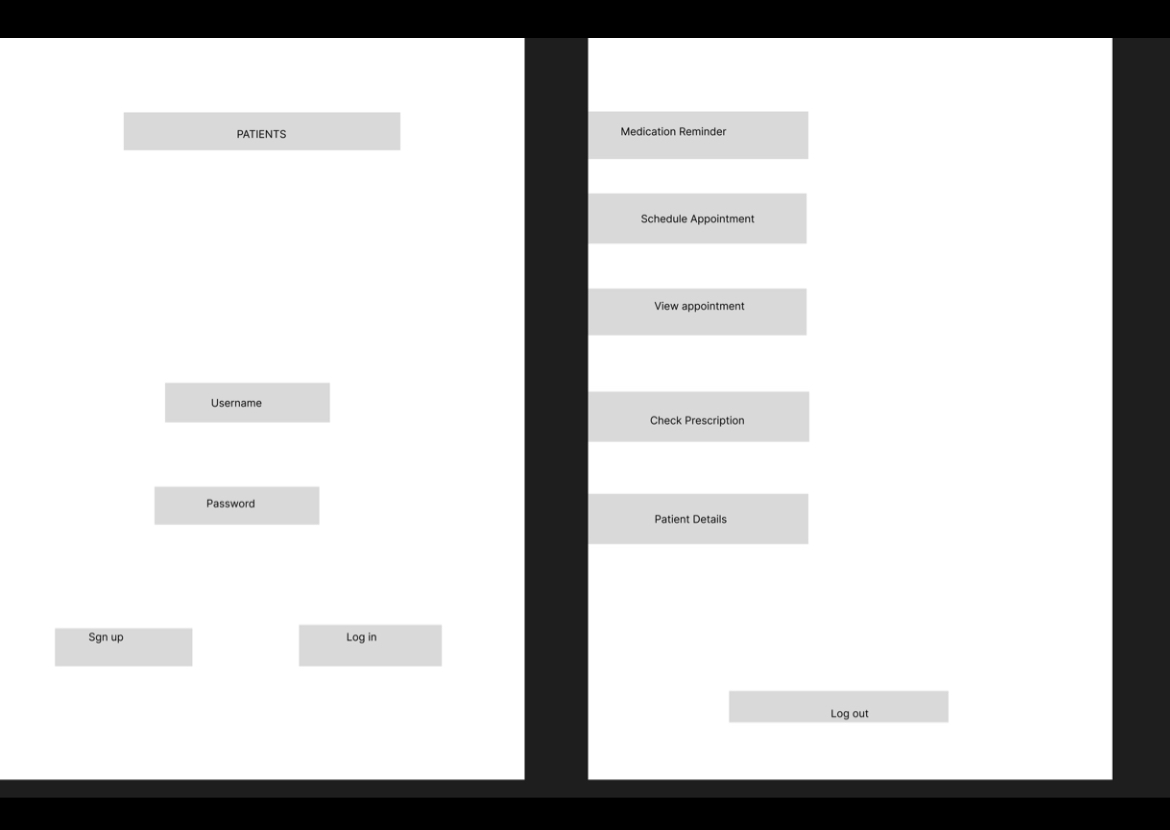 PATIENTS
Username
Password
Sgn up
Log in
Medication Reminder
Schedule Appointment
View appointment
Check Prescription
Patient Details
Log out